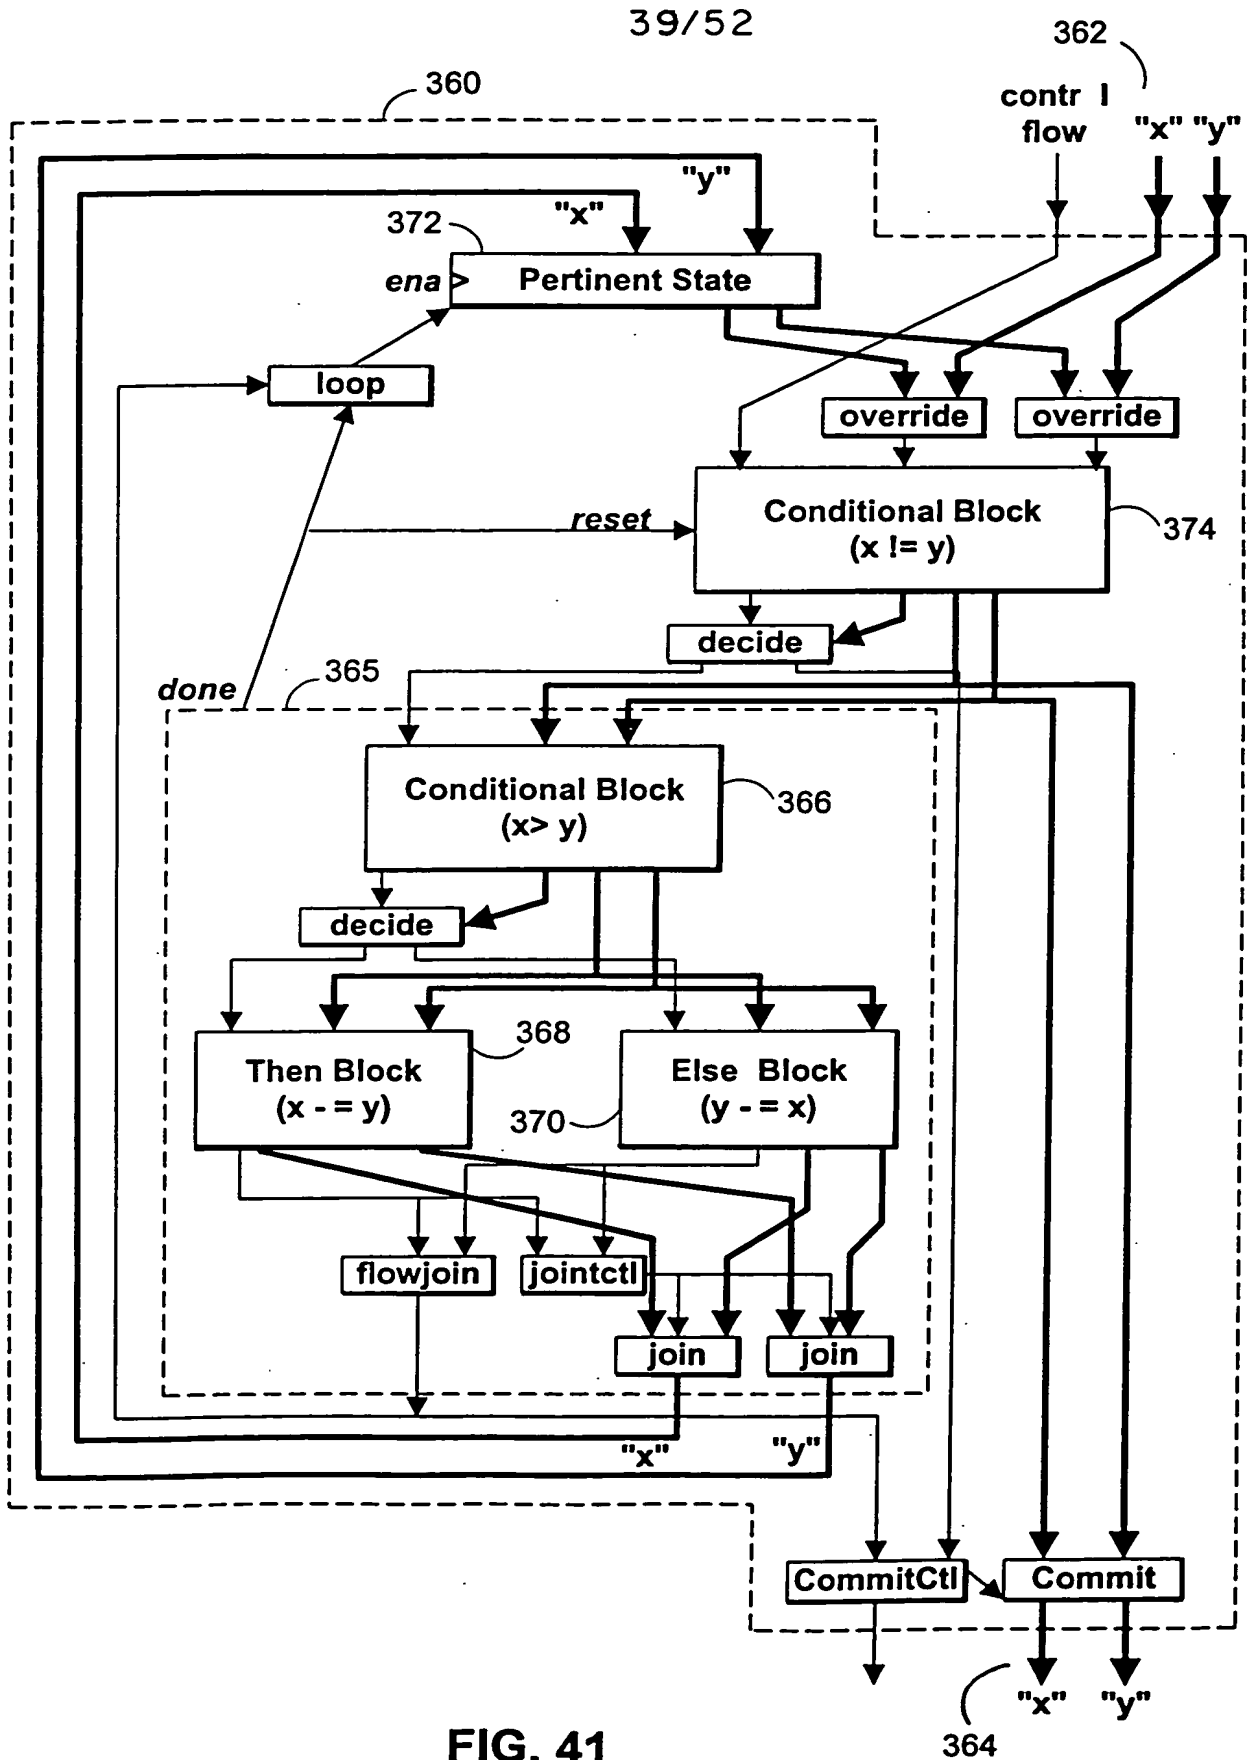 39/52
362
360
contr l
flow
"x" "y"
"y"
"x"
372
ena >
Pertinent State
loop
override
override
reset
Conditional Block
(x != y)
374
decide
done
365
Conditional Block
(x> y)
366
decide
368
Then Block
(x - = y)
Else Block
(y - = x)
370
flowjoin
jointctl
join
join
"x"
"y"
CommitCtl
Commit
"x" "y"
364
FIG. 41